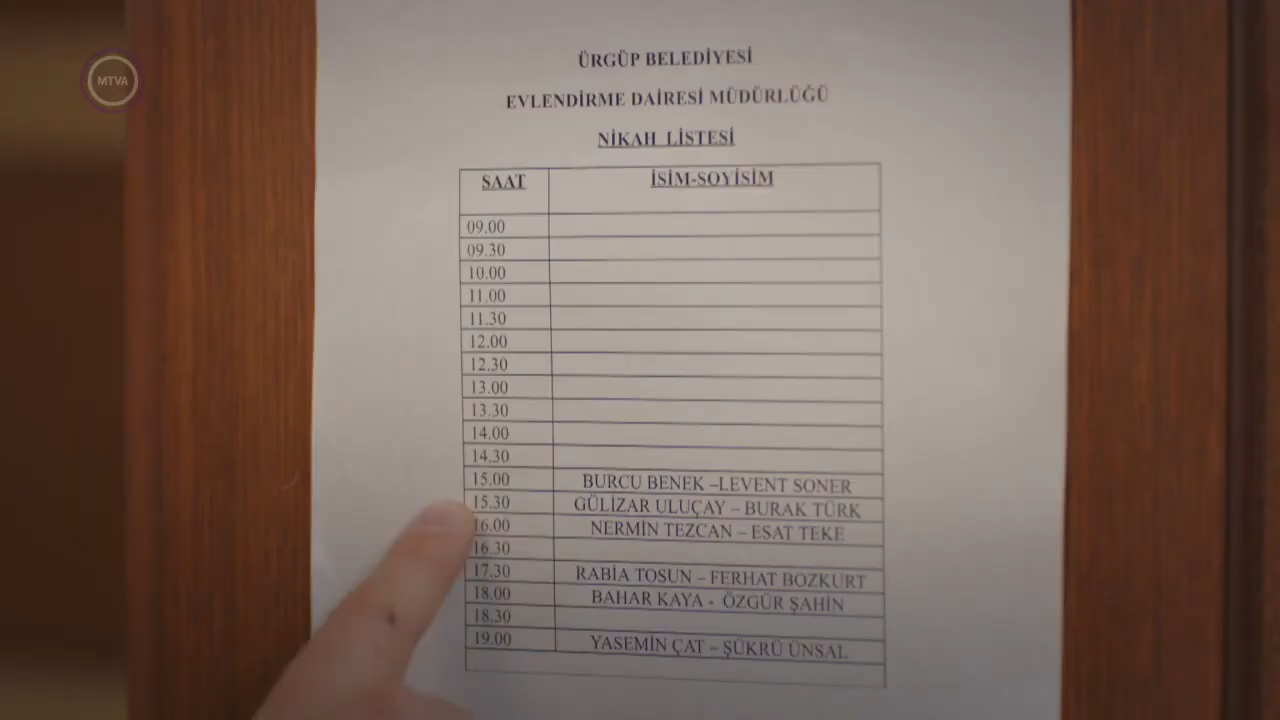 MTVA
ÜRGÜP BELEDİYESİ
EVLENDİRME DAİRESİ MÜDÜRLÜĞÜ
NİKAH LİSTESİ
SAAT İSİM-SOYİSİM
09.00
09.30
10.00
11.00
11.30
12.00
12.30
13.00
13.30
14.00
14.30
15.00 BURCU BENEK –LEVENT SONER
15.30 GÜLİZAR ULUÇAY – BURAK TÜRK
16.00 NERMİN TEZCAN – ESAT TEKE
16.30
17.30 RABİA TOSUN – FERHAT BOZKURT
18.00 BAHAR KAYA - ÖZGÜR ŞAHİN
18.30
19.00 YASEMİN ÇAT – ŞÜKRÜ ÜNSAL